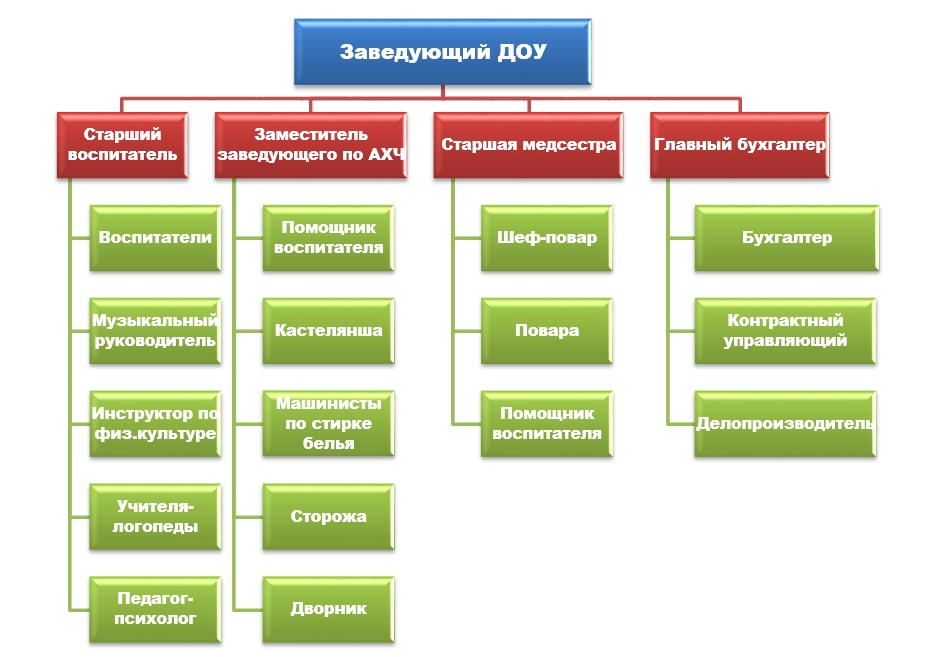 Заведующий ДОУ
Старший
воспитатель
Заместитель
заведующего по АХЧ
Старшая медсестра
Главный бухгалтер
Воспитатели
Музыкальный
руководитель
Инструктор по
физ.культуре
Учителя-
логопеды
Педагог-
психолог
Помощник
воспитателя
Кастелянша
Машинисты
по стирке
белья
Сторожа
Дворник
Шеф-повар
Повара
Помощник
воспитателя
Бухгалтер
Контрактный
управляющий
Делопроизводитель